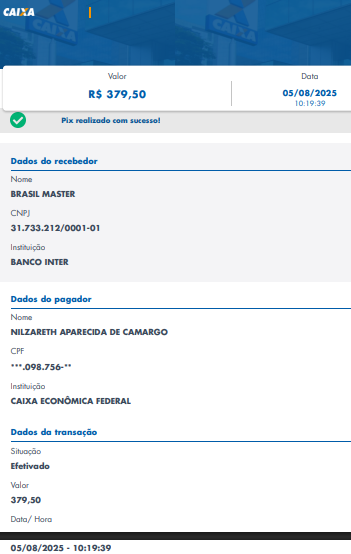 CAIXA
Valor
R$ 379,50
Data
05/08/2025
10:19:39
Pix realizado com sucesso!
Dados do recebedor
Nome
BRASIL MASTER
CNPJ
31.733.212/0001-01
Instituição
BANCO INTER
Dados do pagador
Nome
NILZARETH APARECIDA DE CAMARGO
CPF
***.098.756-**
Instituição
CAIXA ECONÔMICA FEDERAL
Dados da transação
Situação
Efetivado
Valor
379,50
Data/ Hora
05/08/2025 - 10:19:39